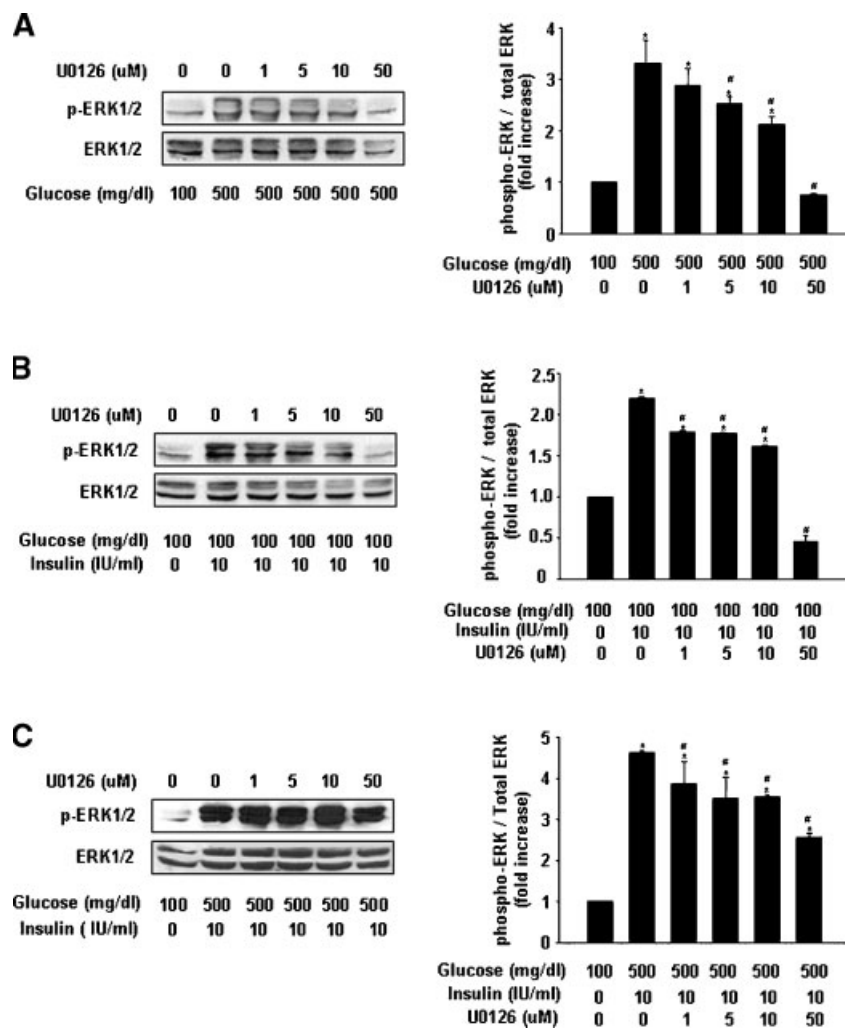 A
U0126 (uM) 0 0 1 5 10 50
p-ERK1/2
ERK1/2
Glucose (mg/dl) 100 500 500 500 500 500
phospho-ERK / total ERK
(fold increase)
4
3
2
1
0
*
*
#
*
#
*
#
Glucose (mg/dl) 100 500 500 500 500 500
U0126 (uM) 0 0 1 5 10 50
B
U0126 (uM) 0 0 1 5 10 50
p-ERK1/2
ERK1/2
Glucose (mg/dl) 100 100 100 100 100 100
Insulin (IU/ml) 0 10 10 10 10 10
phospho-ERK / total ERK
(fold increase)
2.5
2.0
1.5
1.0
0.5
0
*
#
*
#
*
#
*
#
Glucose (mg/dl) 100 100 100 100 100 100
Insulin (IU/ml) 0 10 10 10 10 10
U0126 (uM) 0 0 1 5 10 50
C
U0126 (uM) 0 0 1 5 10 50
p-ERK1/2
ERK1/2
Glucose (mg/dl) 100 500 500 500 500 500
Insulin ( IU/ml) 0 10 10 10 10 10
phospho-ERK / Total ERK
(fold increase)
5
4
3
2
1
0
*
#
*
#
*
#
*
#
*
Glucose (mg/dl) 100 500 500 500 500 500
Insulin (IU/ml) 0 10 10 10 10 10
U0126 (uM) 0 0 1 5 10 50